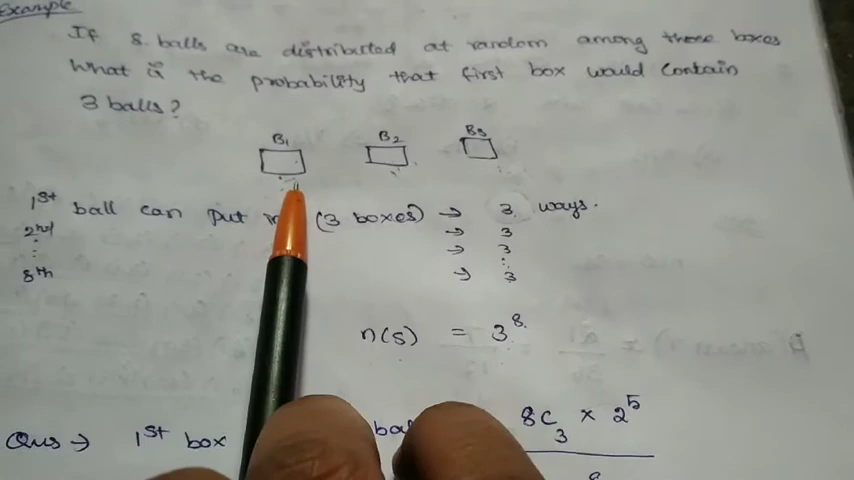 Example
If 8 balls are distributed at random among these boxes
What is the probability that first box would contain
3 balls?
B1 B2 B3
1st ball can put (3 boxes) → 3 ways.
2nd → 3
: → 3
: :
8th → 3
n(s) = 3^8
Qus → 1st box 8C3 × 2^5